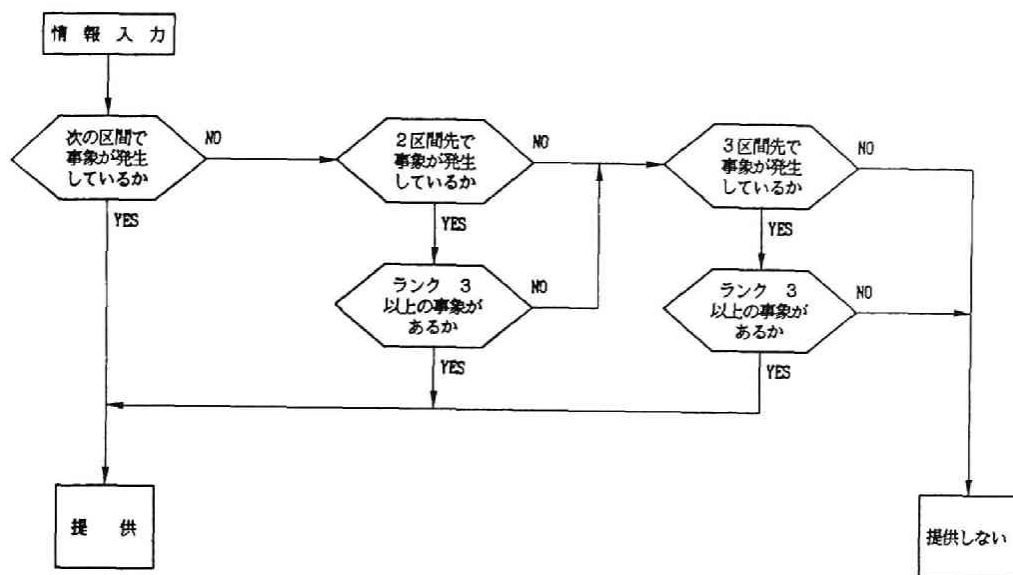 情 報 入 力
次の区間で
事象が発生
しているか
NO
YES
2区間先で
事象が発生
しているか
NO
YES
3区間先で
事象が発生
しているか
NO
YES
ランク 3
以上の事象が
あるか
NO
YES
ランク 3
以上の事象が
あるか
NO
YES
提 供
提供しない